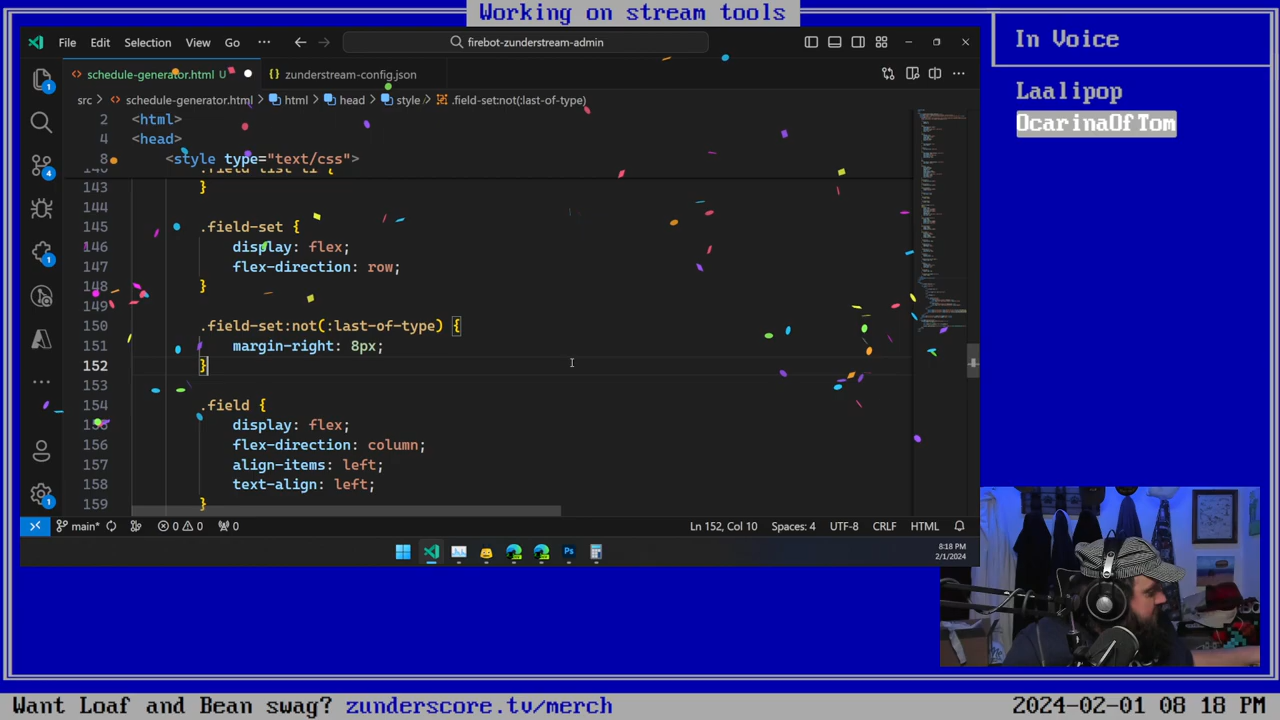 Working on stream tools
File Edit Selection View Go ··· firebot-zunderstream-admin
schedule-generator.html U zunderstream-config.json
src > schedule-generator.html > html > head > style > .field-set:not(:last-of-type)
2 <html>
4 <head>
8 <style type="text/css">
143 }
144
145 .field-set {
146 display: flex;
147 flex-direction: row;
148 }
149
150 .field-set:not(:last-of-type) {
151 margin-right: 8px;
152 }
153
154 .field {
155 display: flex;
156 flex-direction: column;
157 align-items: left;
158 text-align: left;
159 }
main* 0 0 0 Ln 152, Col 10 Spaces: 4 UTF-8 CRLF HTML
8:18 PM
2/1/2024
In Voice
Laalipop
OcarinaOfTom
Want Loaf and Bean swag? zunderscore.tv/merch 2024-02-01 08 18 PM